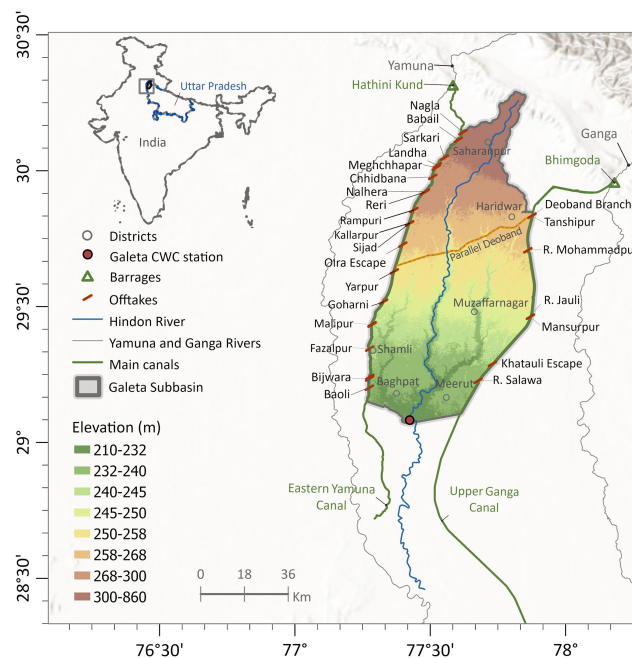 30°30'
30°
29°30'
29°
28°30'
76°30'
77°
77°30'
78°
Uttar Pradesh
India
Yamuna
Hathini Kund
Nagla
Babail
Sarkari
Landha
Meghchhapar
Chhidbana
Nalhera
Reri
Rampuri
Kallarpur
Sijad
Olra Escape
Yarpur
Goharni
Malipur
Fazalpur
Bijwara
Baoli
Saharanpur
Haridwar
Parallel Deoband
Muzaffarnagar
Shamli
Baghpat
Meerut
Ganga
Bhimgoda
Deoband Branch
Tanshipur
R. Mohammadpu
R. Jauli
Mansurpur
Khatauli Escape
R. Salawa
Eastern Yamuna
Canal
Upper Ganga
Canal
Districts
Galeta CWC station
Barrages
Offtakes
Hindon River
Yamuna and Ganga Rivers
Main canals
Galeta Subbasin
Elevation (m)
210-232
232-240
240-245
245-250
250-258
258-268
268-300
300-860
0 18 36
Km